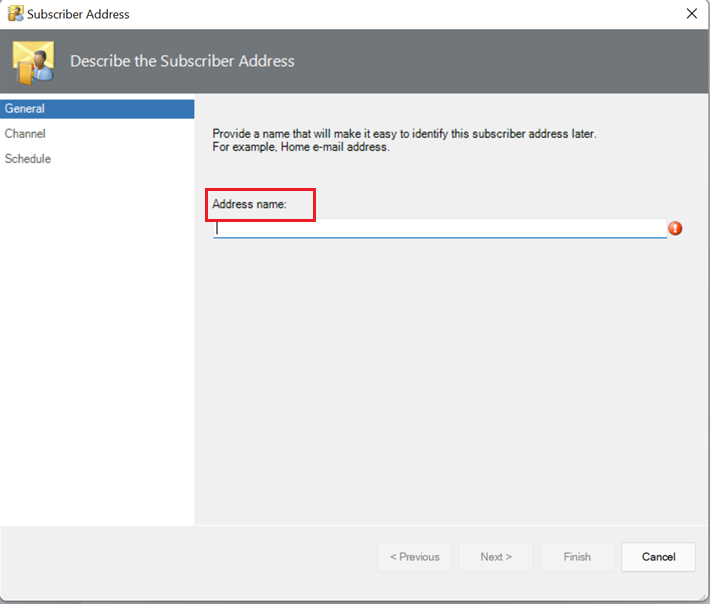 Subscriber Address
Describe the Subscriber Address
General
Channel
Schedule
Provide a name that will make it easy to identify this subscriber address later.
For example, Home e-mail address.
Address name:
< Previous
Next >
Finish
Cancel